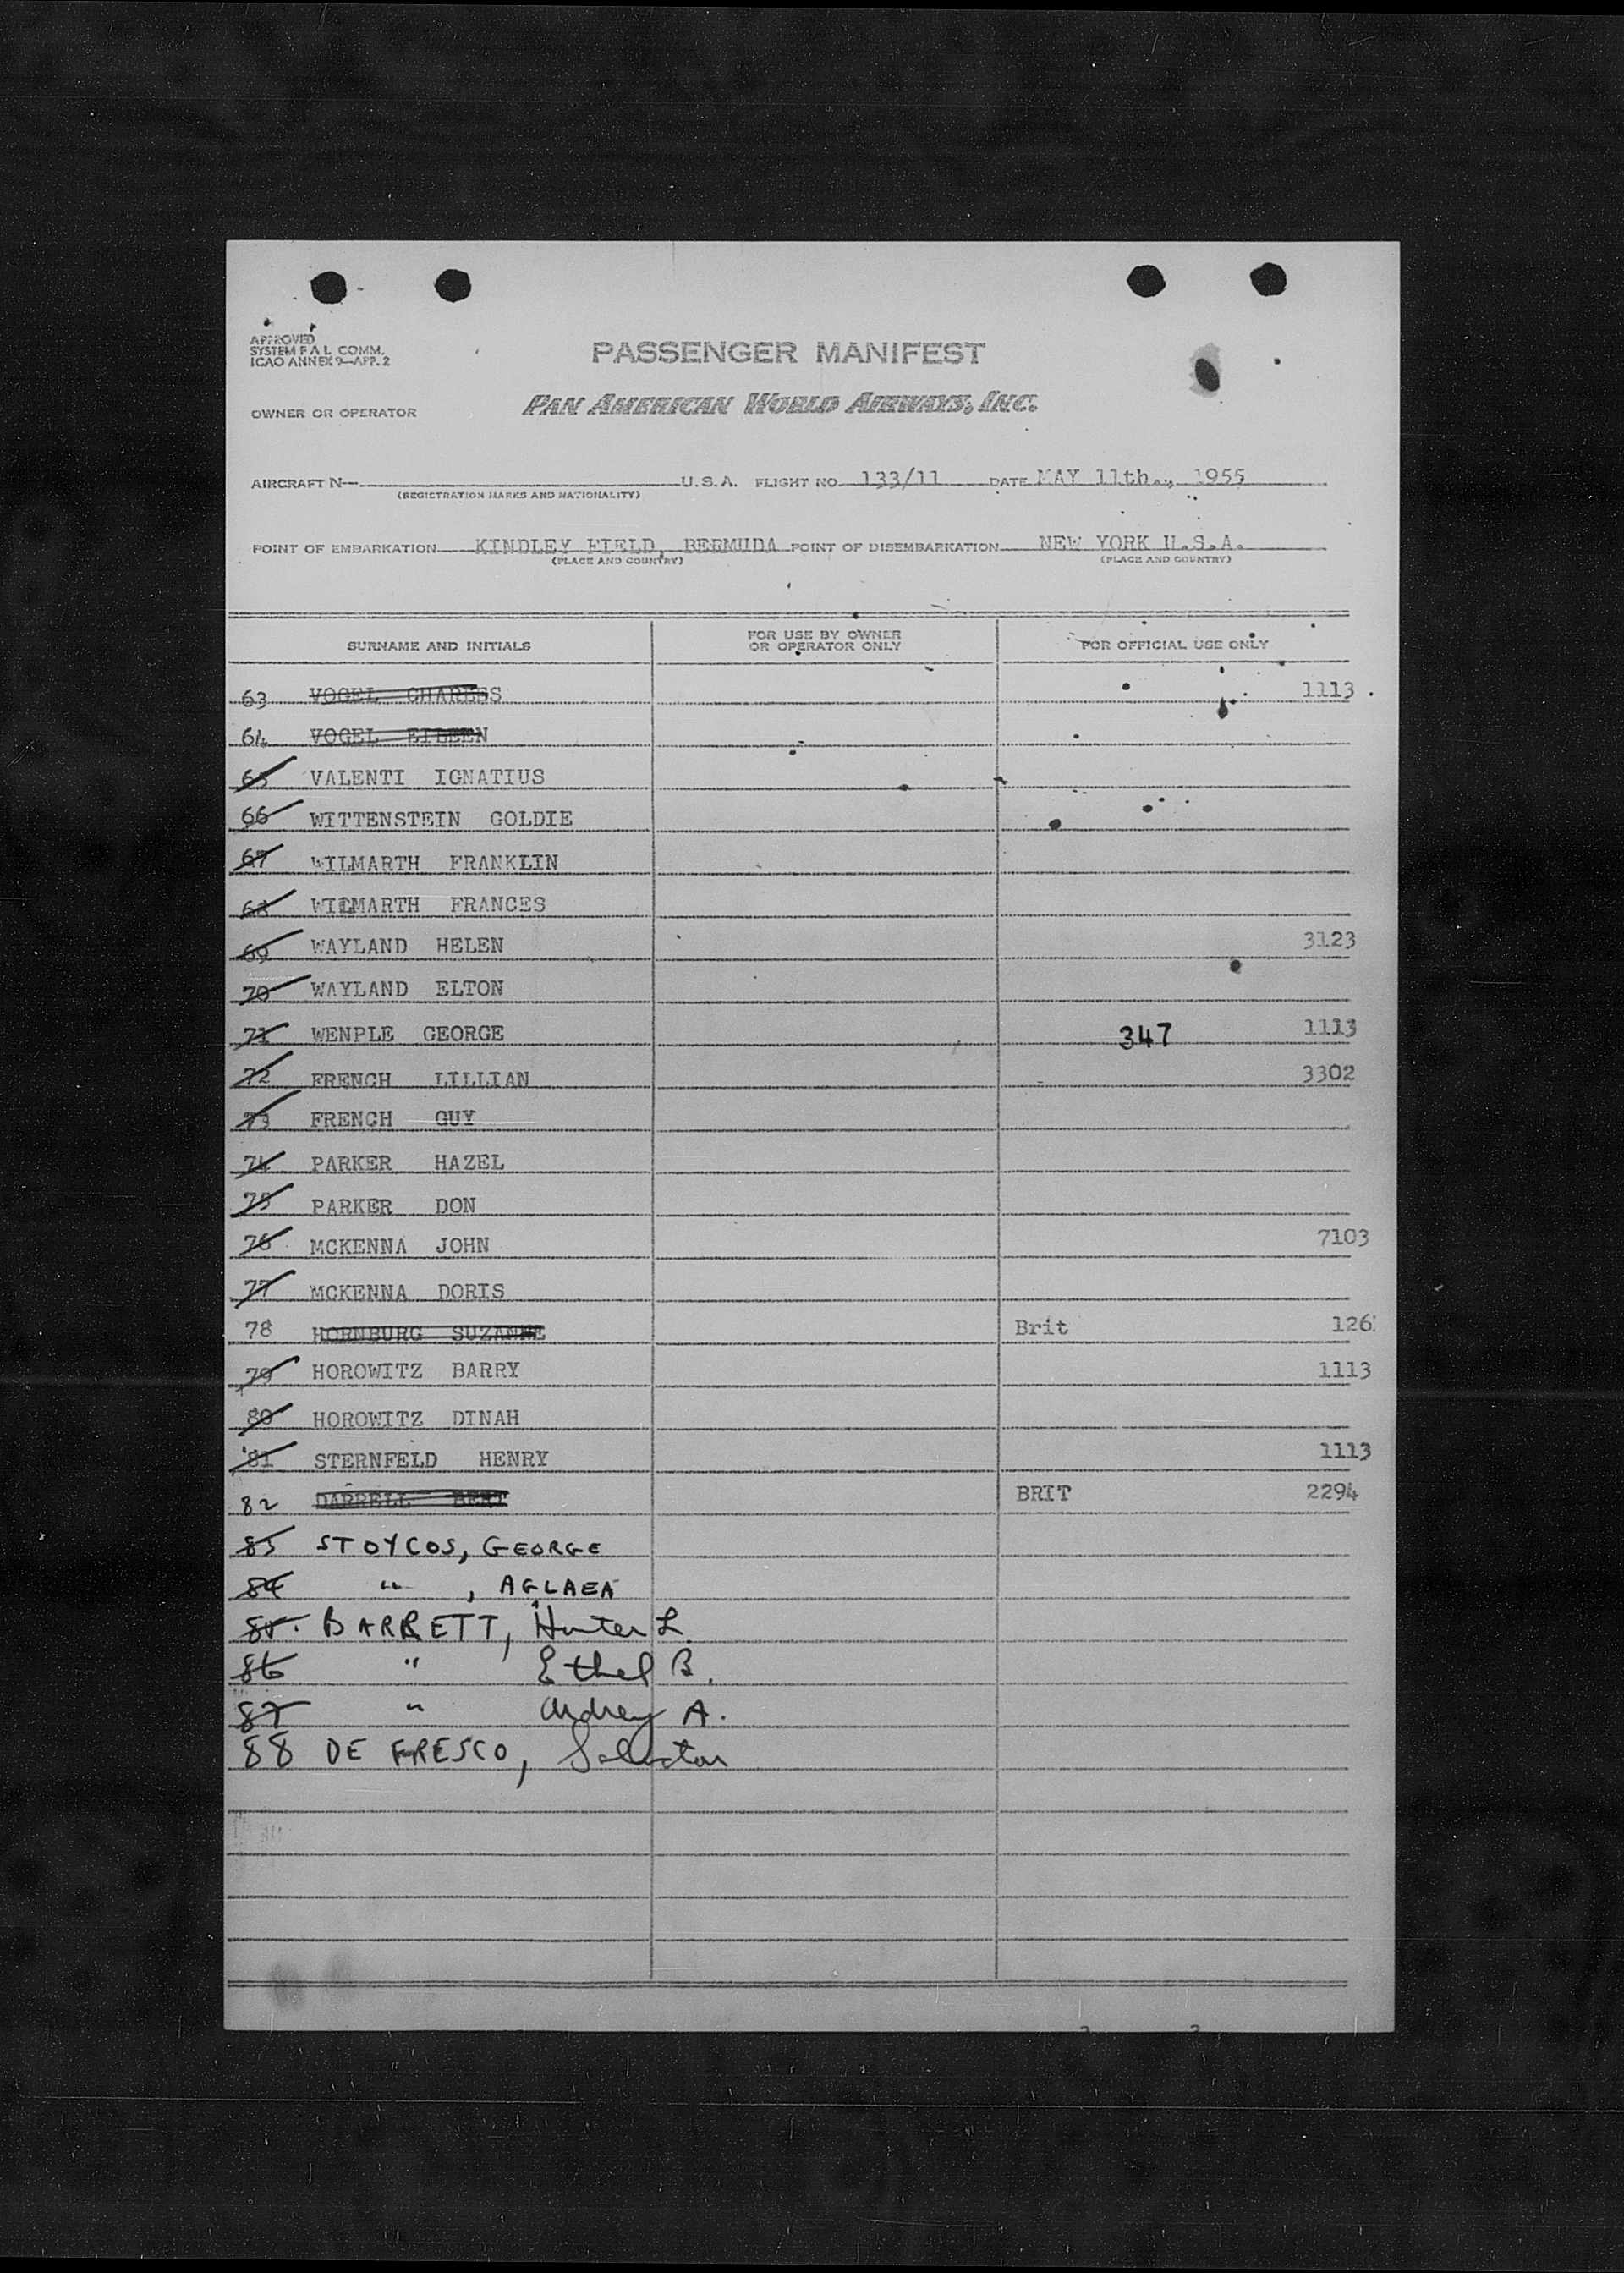 APPROVED
SYSTEM F A L COMM.
ICAO ANNEX 9—APP. 2
PASSENGER MANIFEST
OWNER OR OPERATOR PAN AMERICAN WORLD AIRWAYS, INC.
AIRCRAFT N— U.S.A. FLIGHT NO 133/11 DATE MAY 11th., 1955
(REGISTRATION MARKS AND NATIONALITY)
POINT OF EMBARKATION KINDLEY FIELD, BERMUDA POINT OF DISEMBARKATION NEW YORK U.S.A.
(PLACE AND COUNTRY) (PLACE AND COUNTRY)
SURNAME AND INITIALS FOR USE BY OWNER OR OPERATOR ONLY FOR OFFICIAL USE ONLY
63 VOGEL CHARLES 1113
64 VOGEL EILEEN
65 VALENTI IGNATIUS
66 WITTENSTEIN GOLDIE
67 WILMARTH FRANKLIN
68 WILMARTH FRANCES
69 WAYLAND HELEN 3123
70 WAYLAND ELTON
71 WENPLE GEORGE 347 1113
72 FRENCH LILLIAN 3302
73 FRENCH GUY
74 PARKER HAZEL
75 PARKER DON
76 MCKENNA JOHN 7103
77 MCKENNA DORIS
78 HORNBURG SUZANNE Brit 126
79 HOROWITZ BARRY 1113
80 HOROWITZ DINAH
81 STERNFELD HENRY 1113
82 DARRELL BERT BRIT 2294
83 STOYCOS, GEORGE
84 " , AGLAEA
85. BARRETT, Hunter L.
86 " Ethel B.
87 " Audrey A.
88 DE FRESCO, Salvator